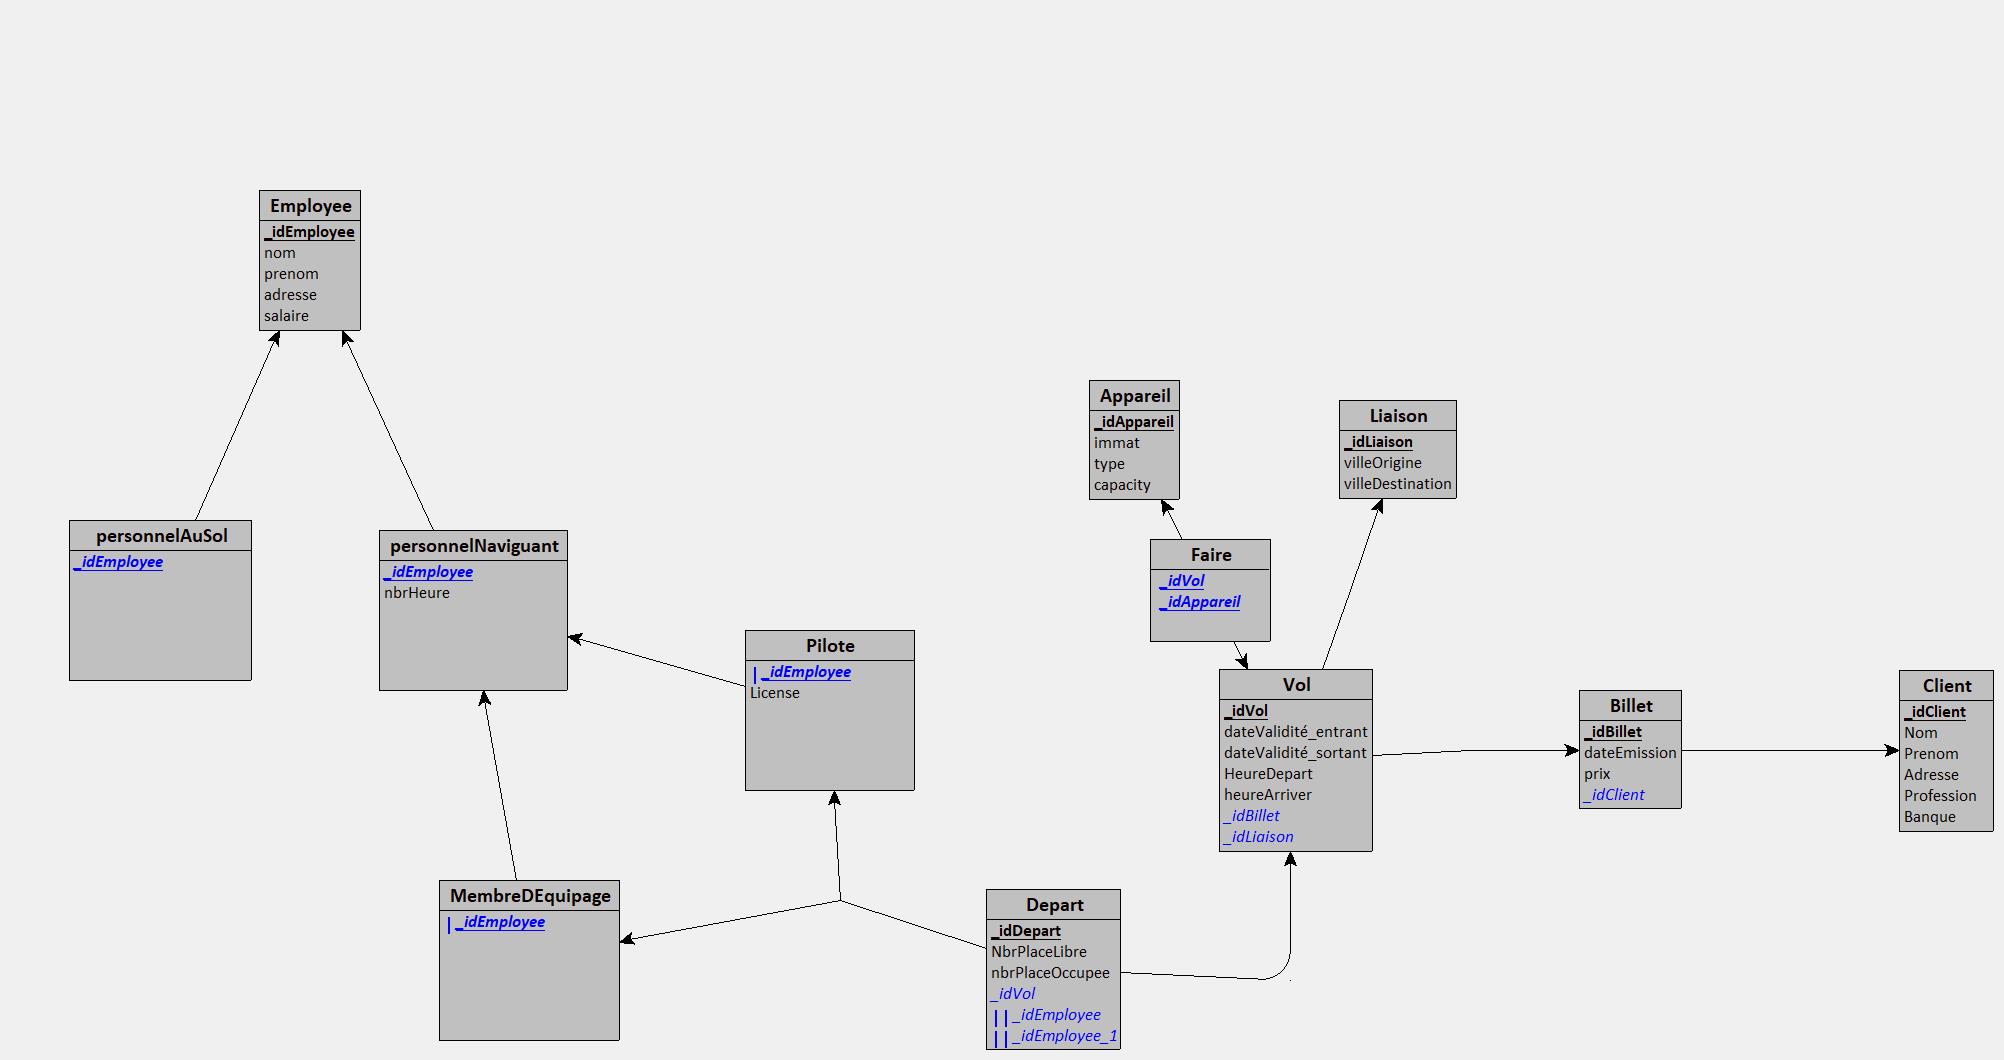 Employee
_idEmployee
nom
prenom
adresse
salaire
personnelAuSol
_idEmployee
personnelNaviguant
_idEmployee
nbrHeure
Pilote
_idEmployee
License
MembreDEquipage
_idEmployee
Appareil
_idAppareil
immat
type
capacity
Liaison
_idLiaison
villeOrigine
villeDestination
Faire
_idVol
_idAppareil
Vol
_idVol
dateValidité_entrant
dateValidité_sortant
HeureDepart
heureArriver
_idBillet
_idLiaison
Billet
_idBillet
dateEmission
prix
_idClient
Client
_idClient
Nom
Prenom
Adresse
Profession
Banque
Depart
_idDepart
NbrPlaceLibre
nbrPlaceOccupee
_idVol
_idEmployee
_idEmployee_1